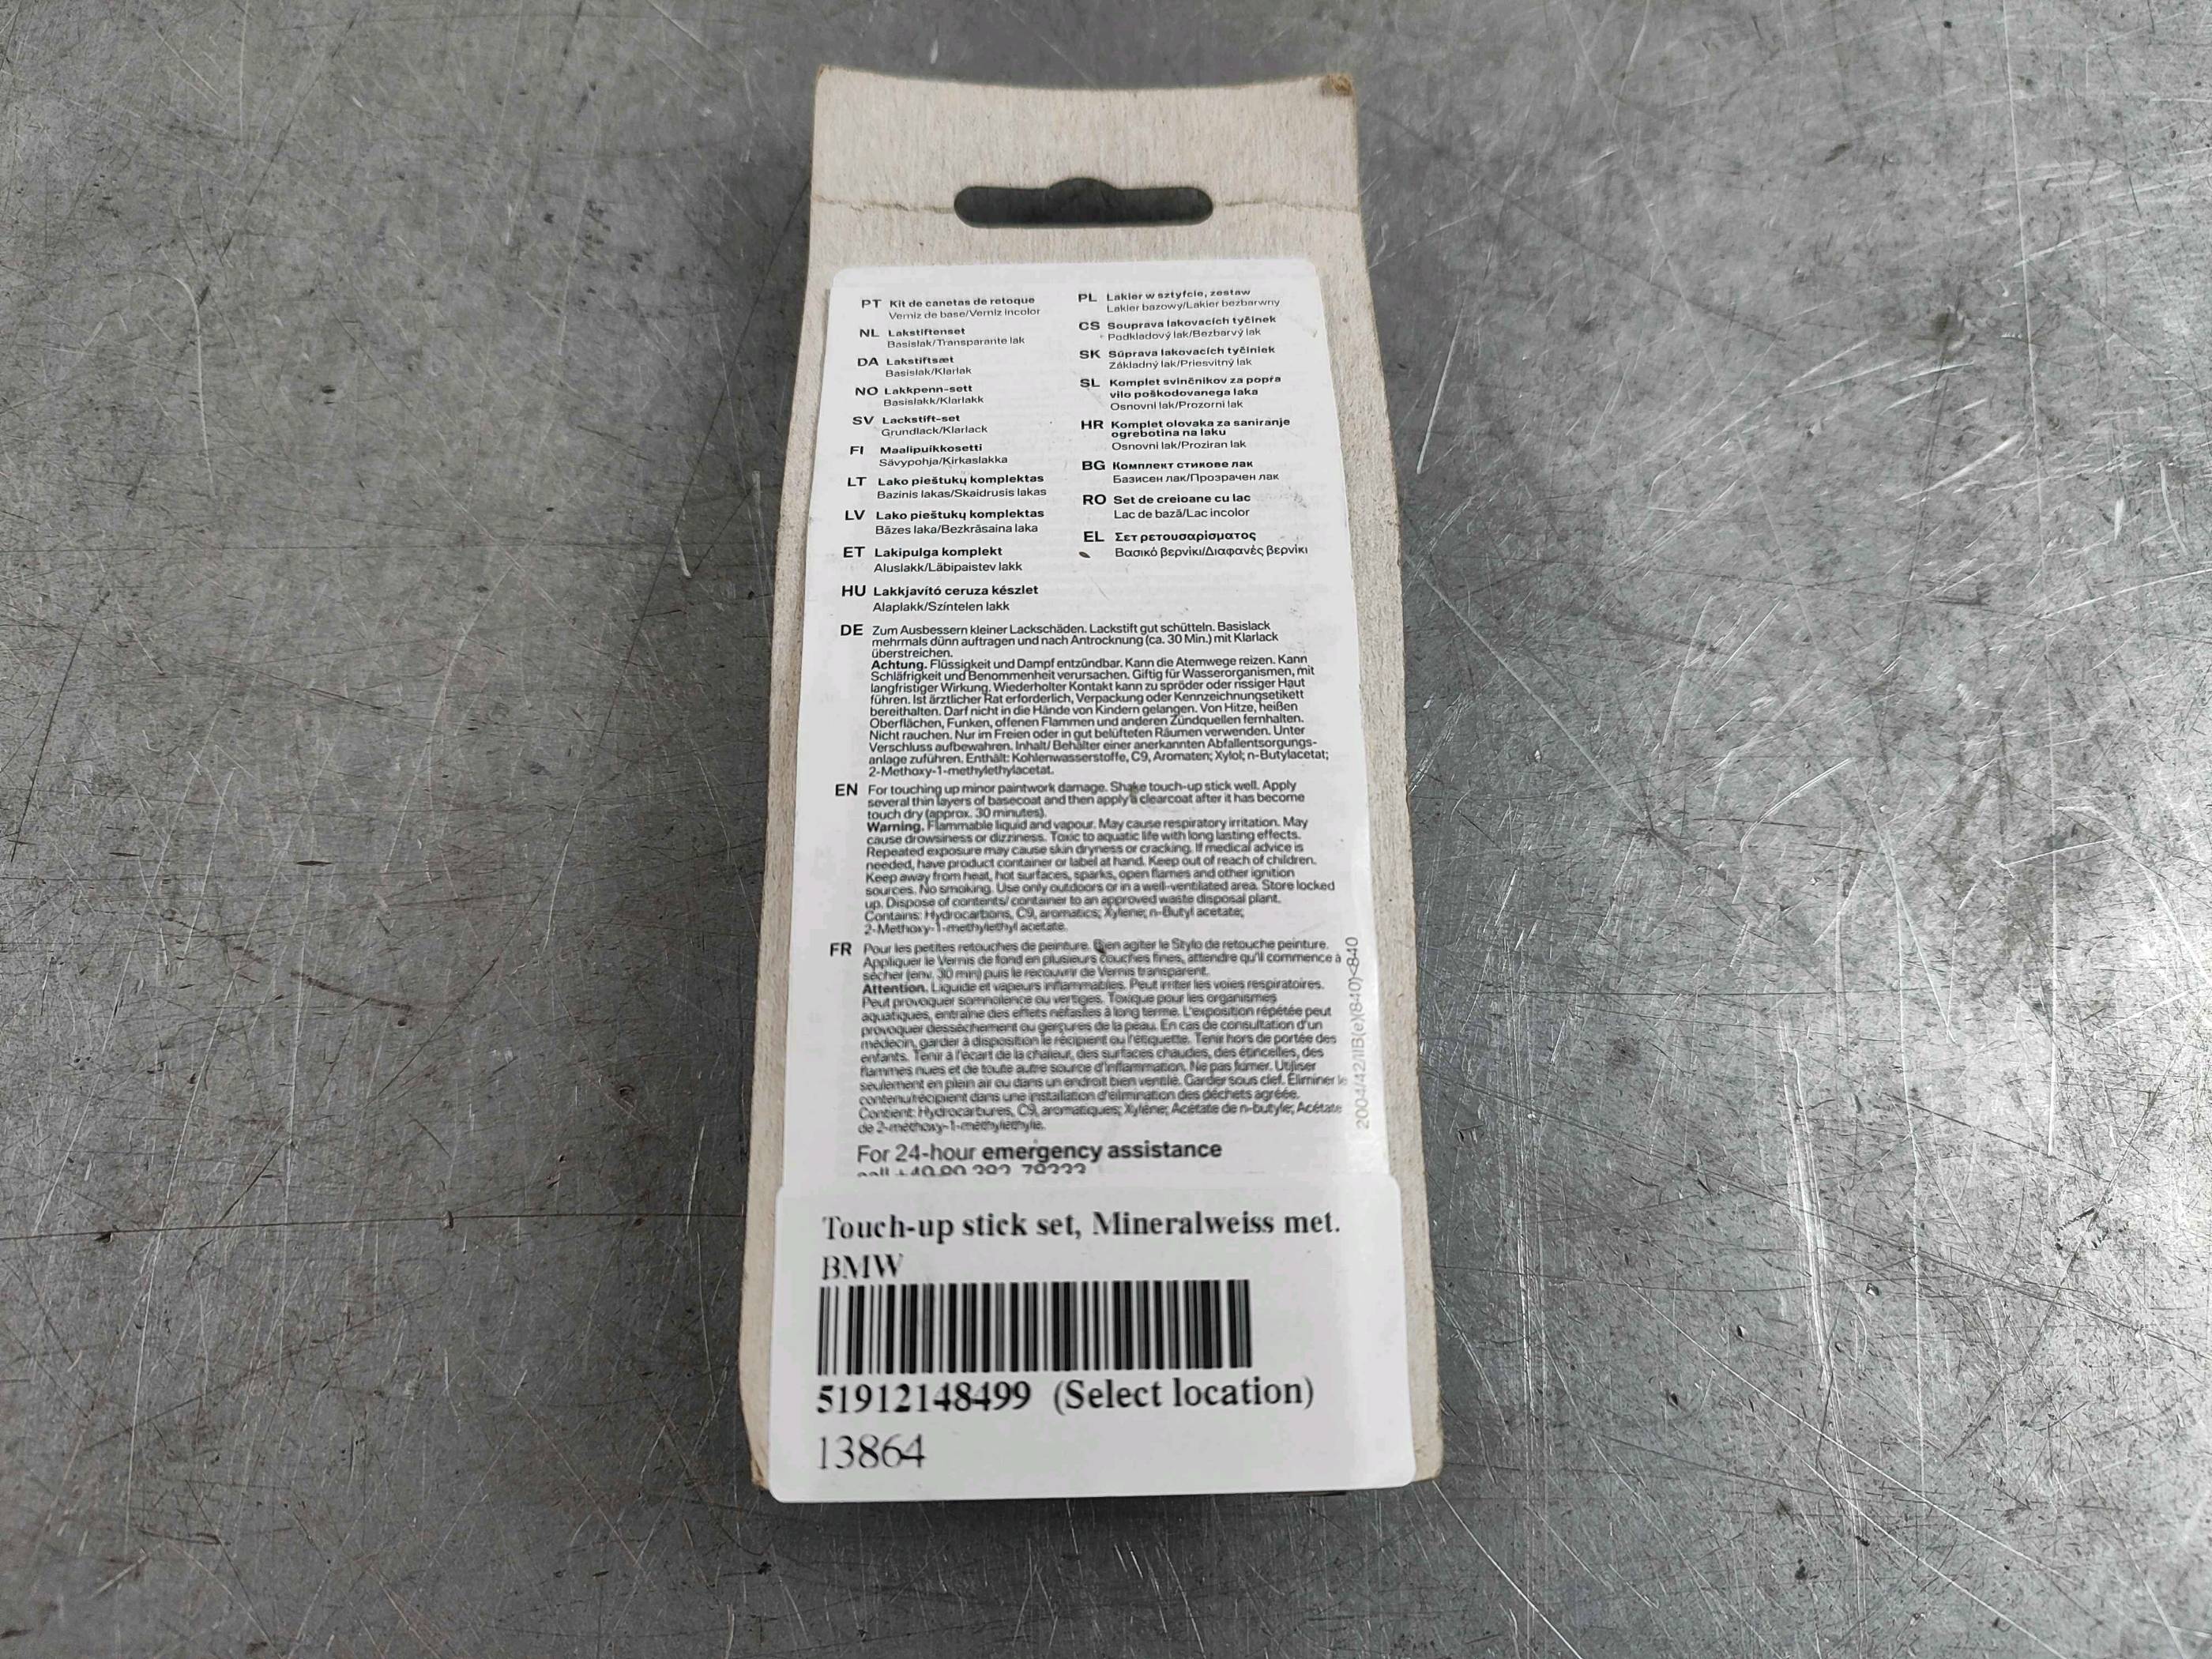 PT Kit de canetas de retoque
Verniz de base/Verniz incolor
NL Lakstiftenset
Basislak/Transparante lak
DA Lakstiftsæt
Basislak/Klarlak
NO Lakkpenn-sett
Basislakk/Klarlakk
SV Lackstift-set
Grundlack/Klarlack
FI Maalipuikkosetti
Sävypohja/Kirkaslakka
LT Lako pieštukų komplektas
Bazinis lakas/Skaidrusis lakas
LV Lako pieštukų komplektas
Bāzes laka/Bezkrāsaina laka
ET Lakipulga komplekt
Aluslakk/Läbipaistev lakk
HU Lakkjavító ceruza készlet
Alaplakk/Színtelen lakk
PL Lakier w sztyfcie, zestaw
Lakier bazowy/Lakier bezbarwny
CS Souprava lakovacích tyčinek
Podkladový lak/Bezbarvý lak
SK Súprava lakovacích tyčiniek
Základný lak/Priesvitný lak
SL Komplet svinčnikov za popra
vilo poškodovanega laka
Osnovni lak/Prozorni lak
HR Komplet olovaka za saniranje
ogrebotina na laku
Osnovni lak/Proziran lak
BG Комплект стикове лак
Базисен лак/Прозрачен лак
RO Set de creioane cu lac
Lac de bază/Lac incolor
EL Σετ ρετουσαρίσματος
Βασικό βερνίκι/Διαφανές βερνίκι
DE Zum Ausbessern kleiner Lackschäden. Lackstift gut schütteln. Basislack
mehrmals dünn auftragen und nach Antrocknung (ca. 30 Min.) mit Klarlack
überstreichen.
Achtung. Flüssigkeit und Dampf entzündbar. Kann die Atemwege reizen. Kann
Schläfrigkeit und Benommenheit verursachen. Giftig für Wasserorganismen, mit
langfristiger Wirkung. Wiederholter Kontakt kann zu spröder oder rissiger Haut
führen. Ist ärztlicher Rat erforderlich, Verpackung oder Kennzeichnungsetikett
bereithalten. Darf nicht in die Hände von Kindern gelangen. Von Hitze, heißen
Oberflächen, Funken, offenen Flammen und anderen Zündquellen fernhalten.
Nicht rauchen. Nur im Freien oder in gut belüfteten Räumen verwenden. Unter
Verschluss aufbewahren. Inhalt/ Behälter einer anerkannten Abfallentsorgungs-
anlage zuführen. Enthält: Kohlenwasserstoffe, C9, Aromaten; Xylol; n-Butylacetat;
2-Methoxy-1-methylethylacetat.
EN For touching up minor paintwork damage. Shake touch-up stick well. Apply
several thin layers of basecoat and then apply a clearcoat after it has become
touch dry (approx. 30 minutes).
Warning. Flammable liquid and vapour. May cause respiratory irritation. May
cause drowsiness or dizziness. Toxic to aquatic life with long lasting effects.
Repeated exposure may cause skin dryness or cracking. If medical advice is
needed, have product container or label at hand. Keep out of reach of children.
Keep away from heat, hot surfaces, sparks, open flames and other ignition
sources. No smoking. Use only outdoors or in a well-ventilated area. Store locked
up. Dispose of contents/ container to an approved waste disposal plant.
Contains: Hydrocarbons, C9, aromatics; Xylene; n-Butyl acetate;
2-Methoxy-1-methylethyl acetate.
FR Pour les petites retouches de peinture. Bien agiter le Stylo de retouche peinture.
Appliquer le Vernis de fond en plusieurs couches fines, attendre qu'il commence à
sécher (env. 30 min) puis le recouvrir de Vernis transparent.
Attention. Liquide et vapeurs inflammables. Peut irriter les voies respiratoires.
Peut provoquer somnolence ou vertiges. Toxique pour les organismes
aquatiques, entraîne des effets néfastes à long terme. L'exposition répétée peut
provoquer dessèchement ou gerçures de la peau. En cas de consultation d'un
médecin, garder à disposition le récipient ou l'étiquette. Tenir hors de portée des
enfants. Tenir à l'écart de la chaleur, des surfaces chaudes, des étincelles, des
flammes nues et de toute autre source d'inflammation. Ne pas fumer. Utiliser
seulement en plein air ou dans un endroit bien ventilé. Garder sous clef. Éliminer le
contenu/récipient dans une installation d'élimination des déchets agréée.
Contient: Hydrocarbures, C9, aromatiques; Xylène; Acétate de n-butyle; Acétate
de 2-méthoxy-1-méthyléthyle.
2004/42/IIB(e)(840)<840
For 24-hour emergency assistance
call
Touch-up stick set, Mineralweiss met.
BMW
51912148499 (Select location)
13864